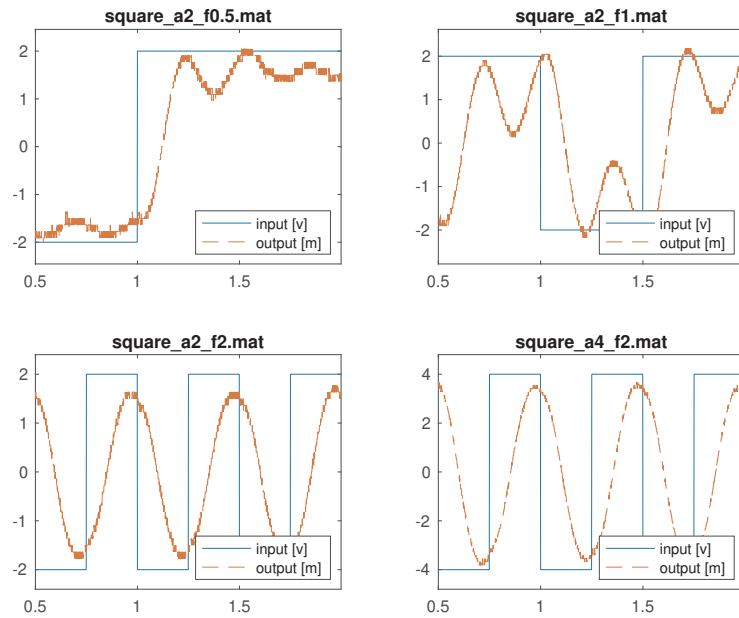 square_a2_f0.5.mat
2
1
0
-1
-2
0.5 1 1.5
input [v]
output [m]
square_a2_f1.mat
2
1
0
-1
-2
0.5 1 1.5
input [v]
output [m]
square_a2_f2.mat
2
1
0
-1
-2
0.5 1 1.5
input [v]
output [m]
square_a4_f2.mat
4
2
0
-2
-4
0.5 1 1.5
input [v]
output [m]